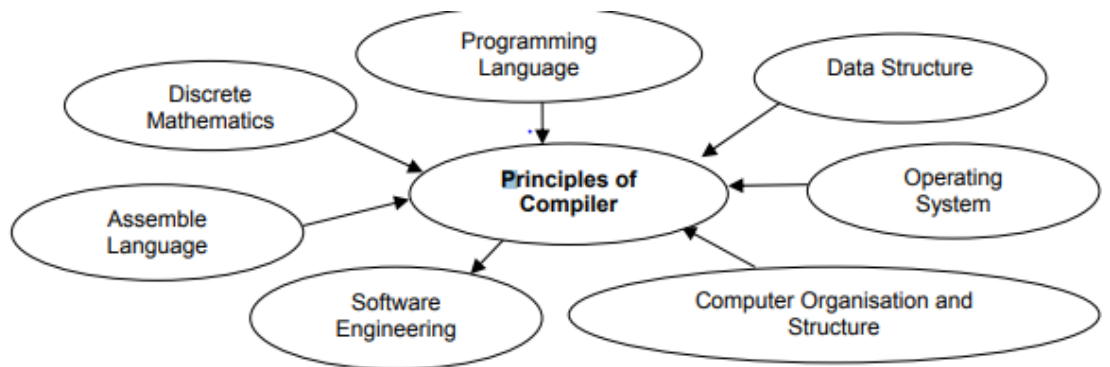 Programming
Language
Data Structure
Discrete
Mathematics
Principles of
Compiler
Operating
System
Assemble
Language
Software
Engineering
Computer Organisation and
Structure